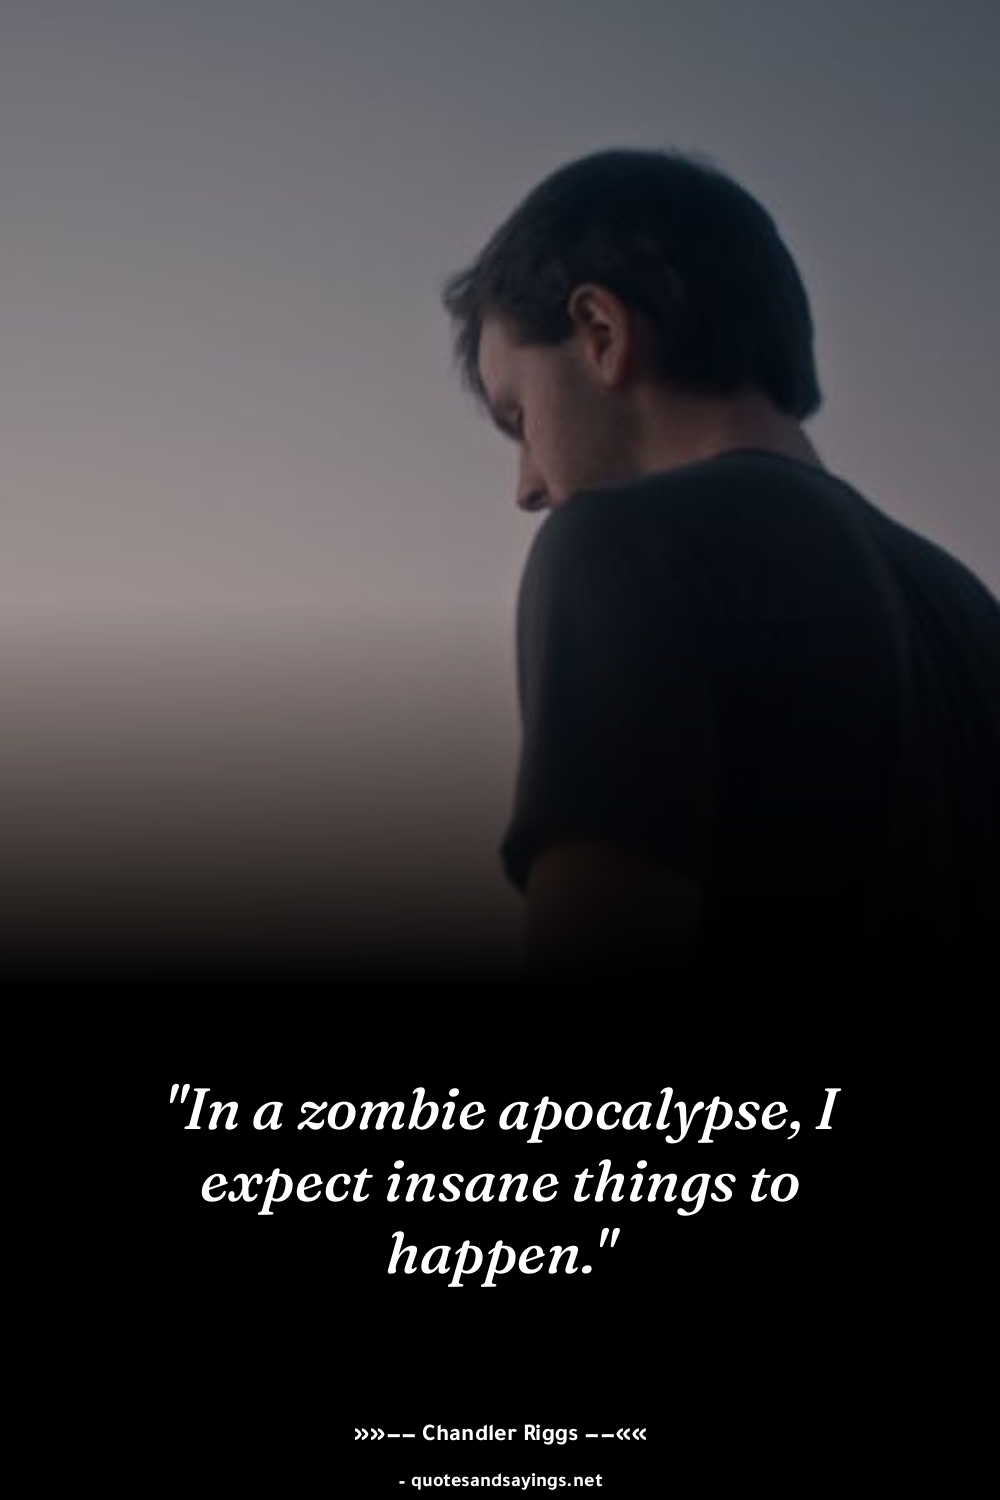 "In a zombie apocalypse, I
expect insane things to
happen."
»»−− Chandler Riggs −−««
- quotesandsayings.net